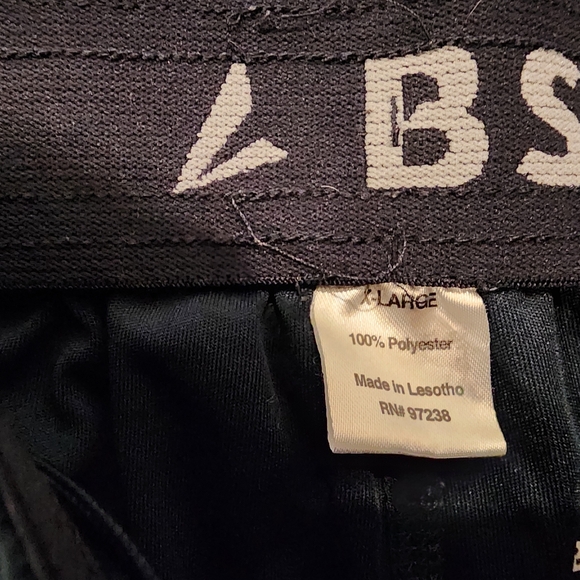 BS
X-LARGE
100% Polyester
Made in Lesotho
RN# 97238